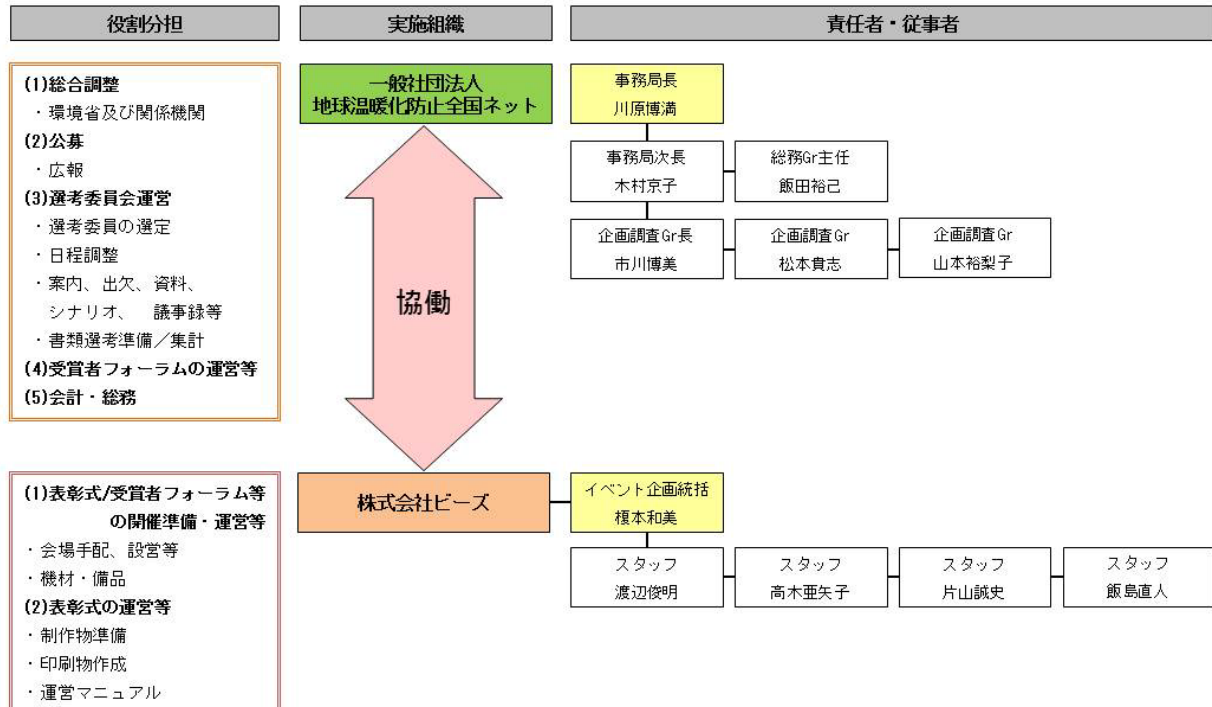 役割分担
実施組織
責任者・従事者
(1)総合調整
・環境省及び関係機関
(2)公募
・広報
(3)選考委員会運営
・選考委員の選定
・日程調整
・案内、出欠、資料、
シナリオ、　議事録等
・書類選考準備／集計
(4)受賞者フォーラムの運営等
(5)会計・総務
一般社団法人
地球温暖化防止全国ネット
協働
事務局長
川原博満
事務局次長
木村京子
総務Gr主任
飯田裕己
企画調査Gr長
市川博美
企画調査Gr
松本貴志
企画調査Gr
山本裕梨子
(1)表彰式/受賞者フォーラム等
の開催準備・運営等
・会場手配、設営等
・機材・備品
(2)表彰式の運営等
・制作物準備
・印刷物作成
・運営マニュアル
株式会社ビーズ
イベント企画統括
榎本和美
スタッフ
渡辺俊明
スタッフ
高木亜矢子
スタッフ
片山誠史
スタッフ
飯島直人